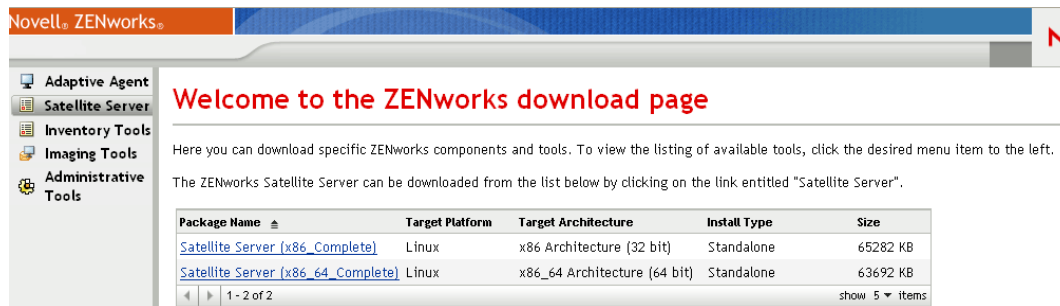 Novell® ZENworks®
N
Adaptive Agent
Satellite Server
Inventory Tools
Imaging Tools
Administrative
Tools
Welcome to the ZENworks download page
Here you can download specific ZENworks components and tools. To view the listing of available tools, click the desired menu item to the left.
The ZENworks Satellite Server can be downloaded from the list below by clicking on the link entitled "Satellite Server".
Package Name Target Platform Target Architecture Install Type Size
Satellite Server (x86_Complete) Linux x86 Architecture (32 bit) Standalone 65282 KB
Satellite Server (x86_64_Complete) Linux x86_64 Architecture (64 bit) Standalone 63692 KB
1 - 2 of 2 show 5 items